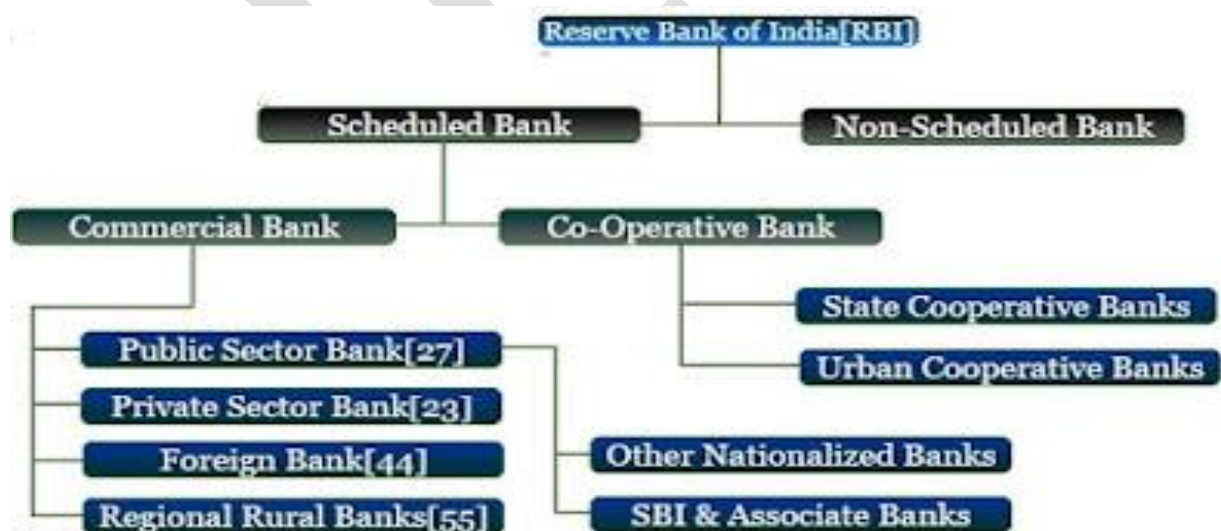 Reserve Bank of India[RBI]
Scheduled Bank
Non-Scheduled Bank
Commercial Bank
Co-Operative Bank
State Cooperative Banks
Public Sector Bank[27]
Urban Cooperative Banks
Private Sector Bank[23]
Foreign Bank[44]
Other Nationalized Banks
Regional Rural Banks[55]
SBI & Associate Banks